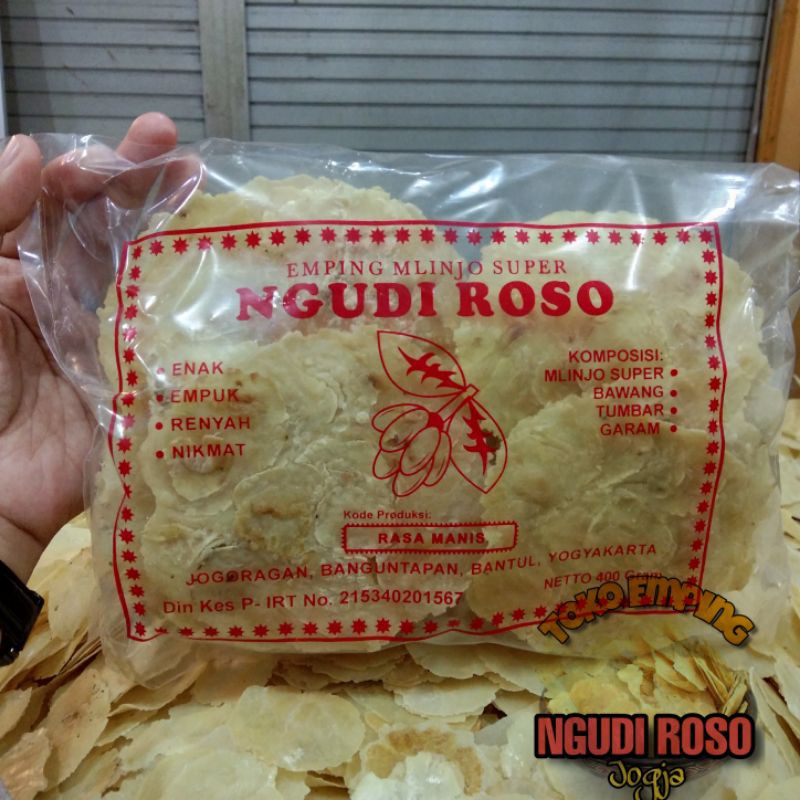 EMPING MLINJO SUPER
NGUDI ROSO
• ENAK
• EMPUK
• RENYAH
• NIKMAT
KOMPOSISI:
MLINJO SUPER •
BAWANG •
TUMBAR •
GARAM •
Kode Produksi:
RASA MANIS
JOGORAGAN, BANGUNTAPAN, BANTUL, YOGYAKARTA
Din Kes P- IRT No. 215340201567
NETTO 400 Gram
TOKO EMPING
NGUDI ROSO
Jogja